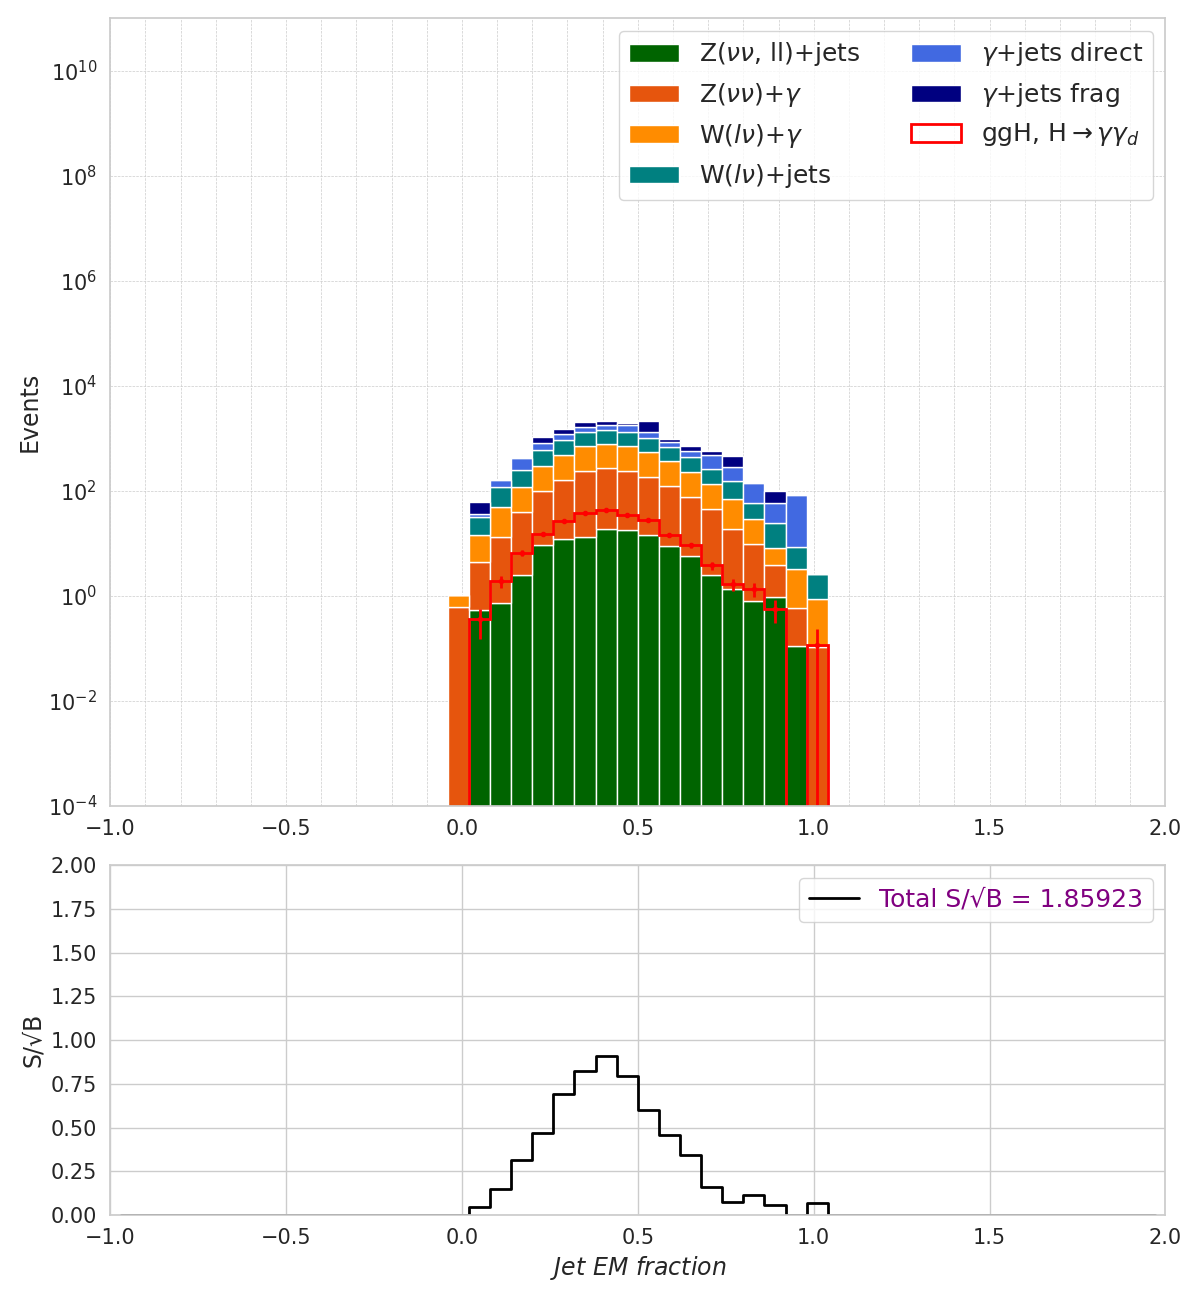 Z(νν, ll)+jets
Z(νν)+γ
W(lν)+γ
W(lν)+jets
γ+jets direct
γ+jets frag
ggH, H→γγ_d
Events
10^10
10^8
10^6
10^4
10^2
10^0
10^−2
10^−4
−1.0 −0.5 0.0 0.5 1.0 1.5 2.0
Total S/√B = 1.85923
S/√B
2.00
1.75
1.50
1.25
1.00
0.75
0.50
0.25
0.00
−1.0 −0.5 0.0 0.5 1.0 1.5 2.0
Jet EM fraction